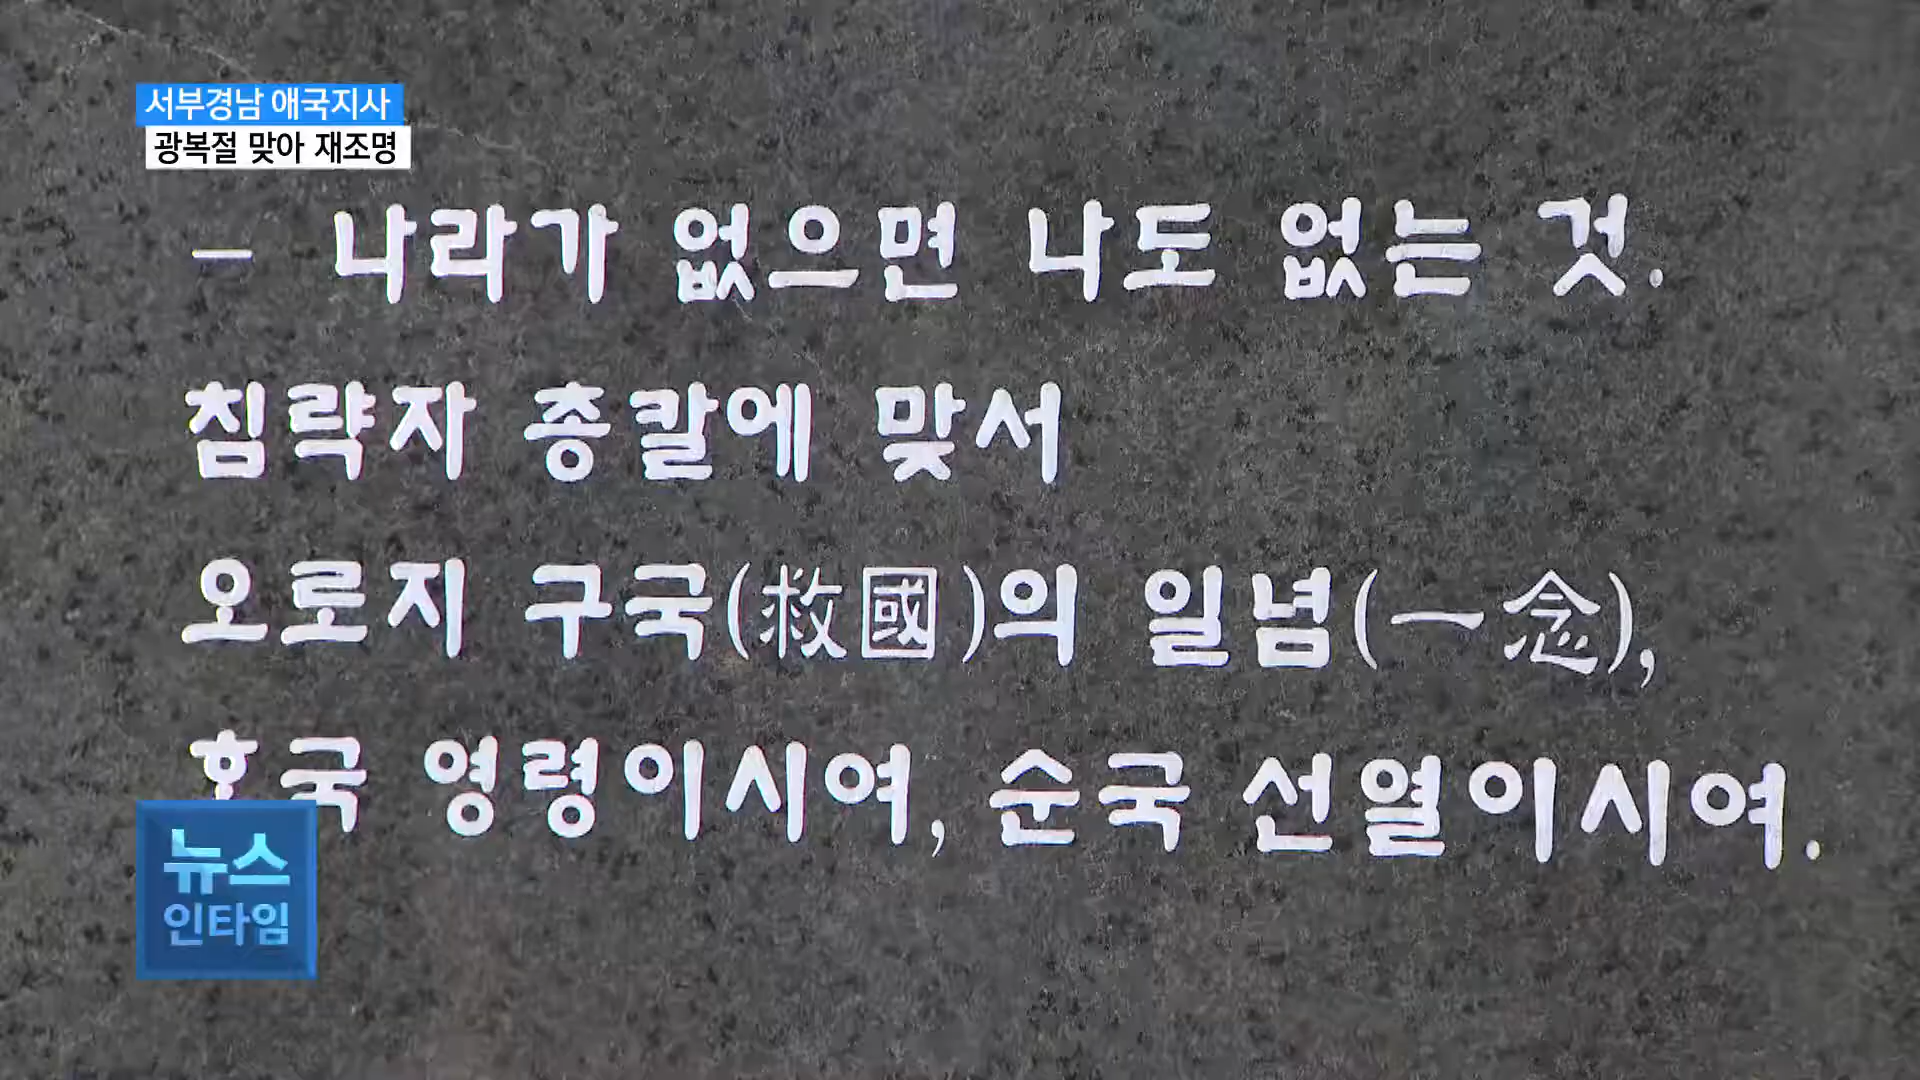 서부경남 애국지사
광복절 맞아 재조명
- 나라가 없으면 나도 없는 것.
침략자 총칼에 맞서
오로지 구국(救國)의 일념(一念),
호국 영령이시여, 순국 선열이시여.
뉴스
인타임